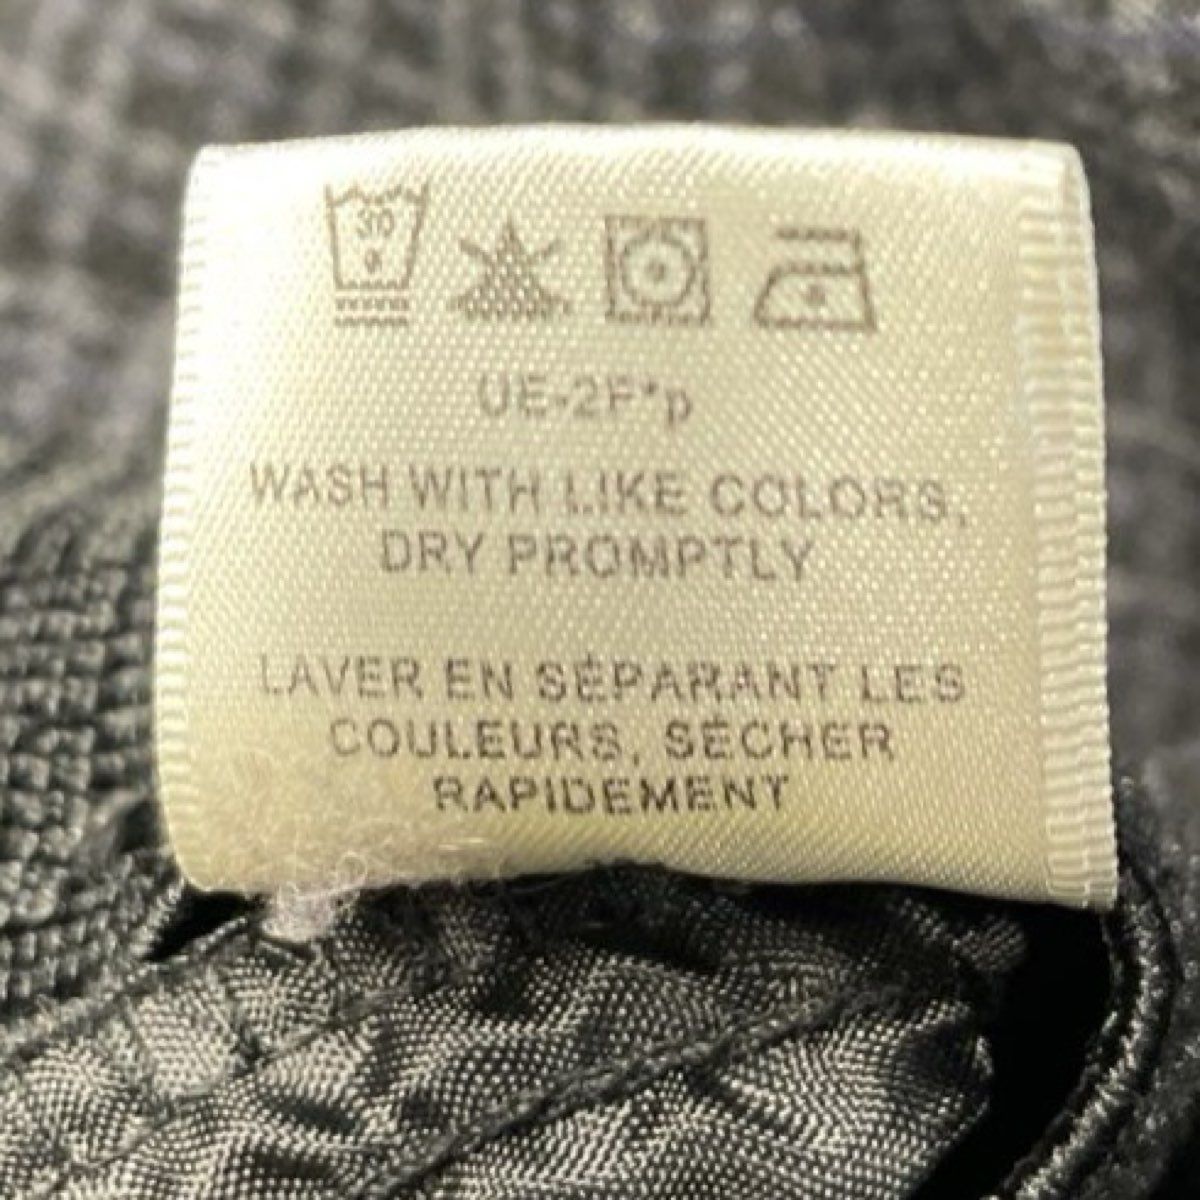 30
UE-2F*p
WASH WITH LIKE COLORS,
DRY PROMPTLY
LAVER EN SÉPARANT LES
COULEURS, SÉCHER
RAPIDEMENT